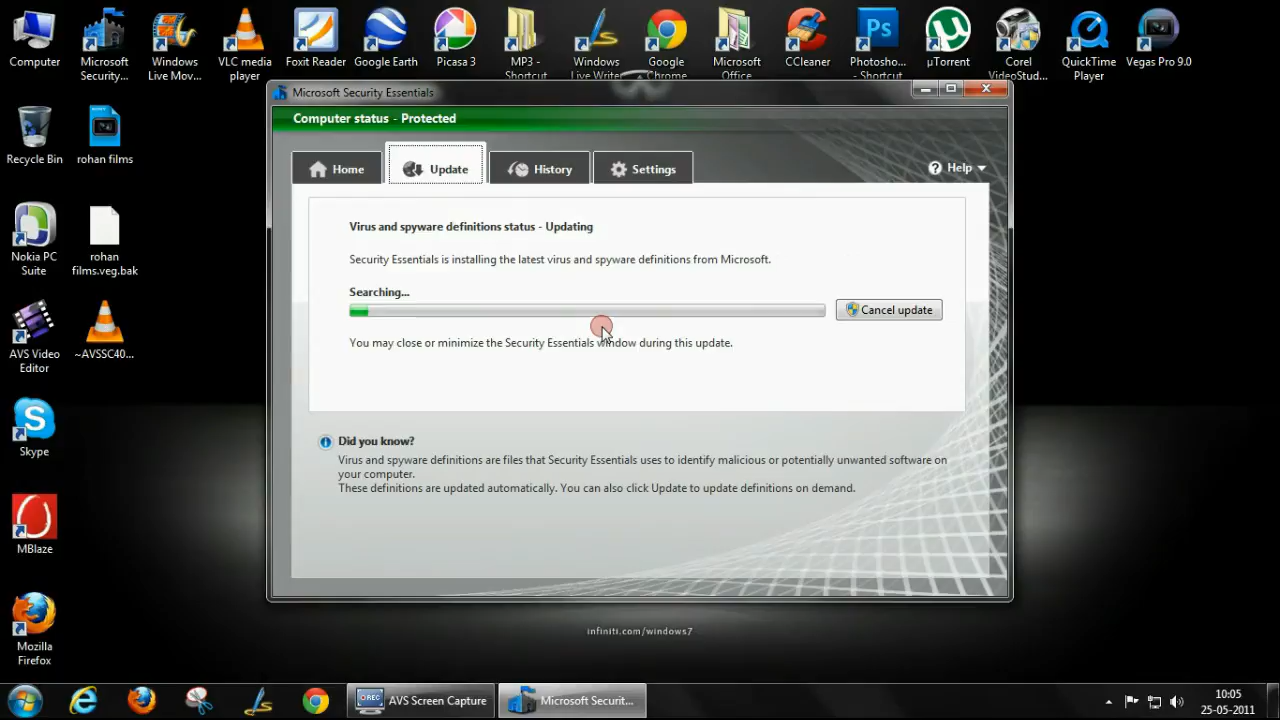 Computer
Microsoft
Security...
Windows
Live Mov...
VLC media
player
Foxit Reader
Google Earth
Picasa 3
MP3 -
Shortcut
Windows
Live Writer
Google
Chrome
Microsoft
Office
CCleaner
Ps
Photosho...
- Shortcut
µTorrent
Corel
VideoStud...
QuickTime
Player
Vegas Pro 9.0
Recycle Bin
rohan films
Nokia PC
Suite
rohan
films.veg.bak
AVS Video
Editor
~AVSSC40...
Skype
MBlaze
Mozilla
Firefox
Microsoft Security Essentials
Computer status - Protected
Home
Update
History
Settings
Help
Virus and spyware definitions status - Updating
Security Essentials is installing the latest virus and spyware definitions from Microsoft.
Searching...
Cancel update
You may close or minimize the Security Essentials window during this update.
Did you know?
Virus and spyware definitions are files that Security Essentials uses to identify malicious or potentially unwanted software on
your computer.
These definitions are updated automatically. You can also click Update to update definitions on demand.
infiniti.com/windows7
REC
AVS Screen Capture
Microsoft Securit...
10:05
25-05-2011